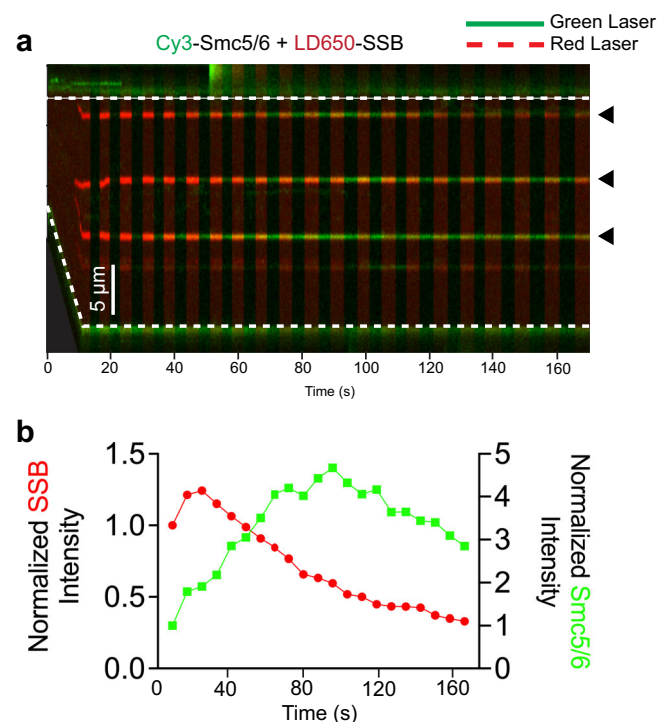 Green Laser
Red Laser
a
Cy3-Smc5/6 + LD650-SSB
5 μm
0 20 40 60 80 100 120 140 160
Time (s)
b
Normalized SSB
Intensity
1.5
1.0
0.5
0.0
5
4
3
2
1
0
Normalized Smc5/6
Intensity
0 40 80 120 160
Time (s)